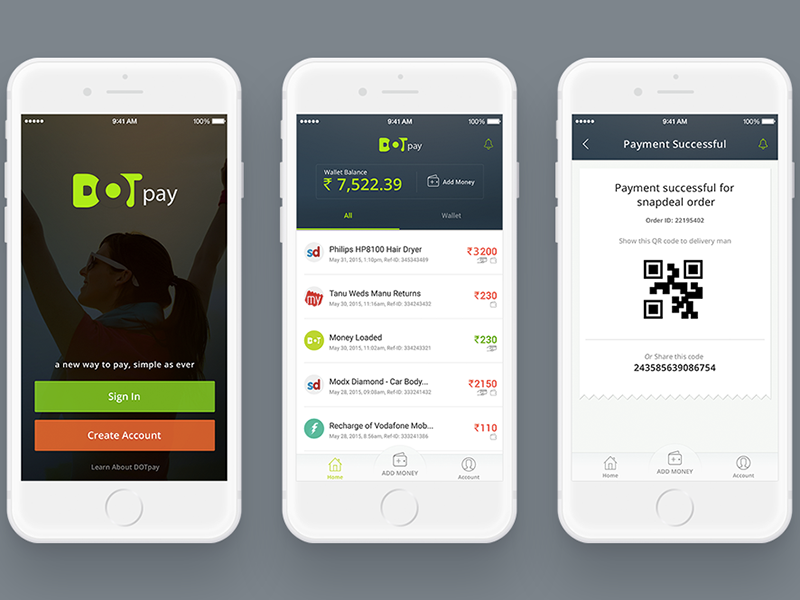 9:41 AM
100%
DOT pay
a new way to pay, simple as ever
Sign In
Create Account
Learn About DOTpay
9:41 AM
100%
DOT pay
Wallet Balance
₹ 7,522.39
Add Money
All
Wallet
sd
Philips HP8100 Hair Dryer
₹3200
May 31, 2015, 1:10pm, Ref-ID: 345343489
my
Tanu Weds Manu Returns
₹230
May 30, 2015, 11:16am, Ref-ID: 334243432
DOT
Money Loaded
₹230
May 30, 2015, 11:02am, Ref-ID: 334243321
sd
Modx Diamond - Car Body...
₹2150
May 28, 2015, 09:08am, Ref-ID: 333243432
Recharge of Vodafone Mob...
₹110
May 28, 2015, 8:56am, Ref-ID: 333241386
Home
ADD MONEY
Account
9:41 AM
100%
Payment Successful
Payment successful for
snapdeal order
Order ID: 22195402
Show this QR code to delivery man
Or Share this code
243585639086754
Home
ADD MONEY
Account